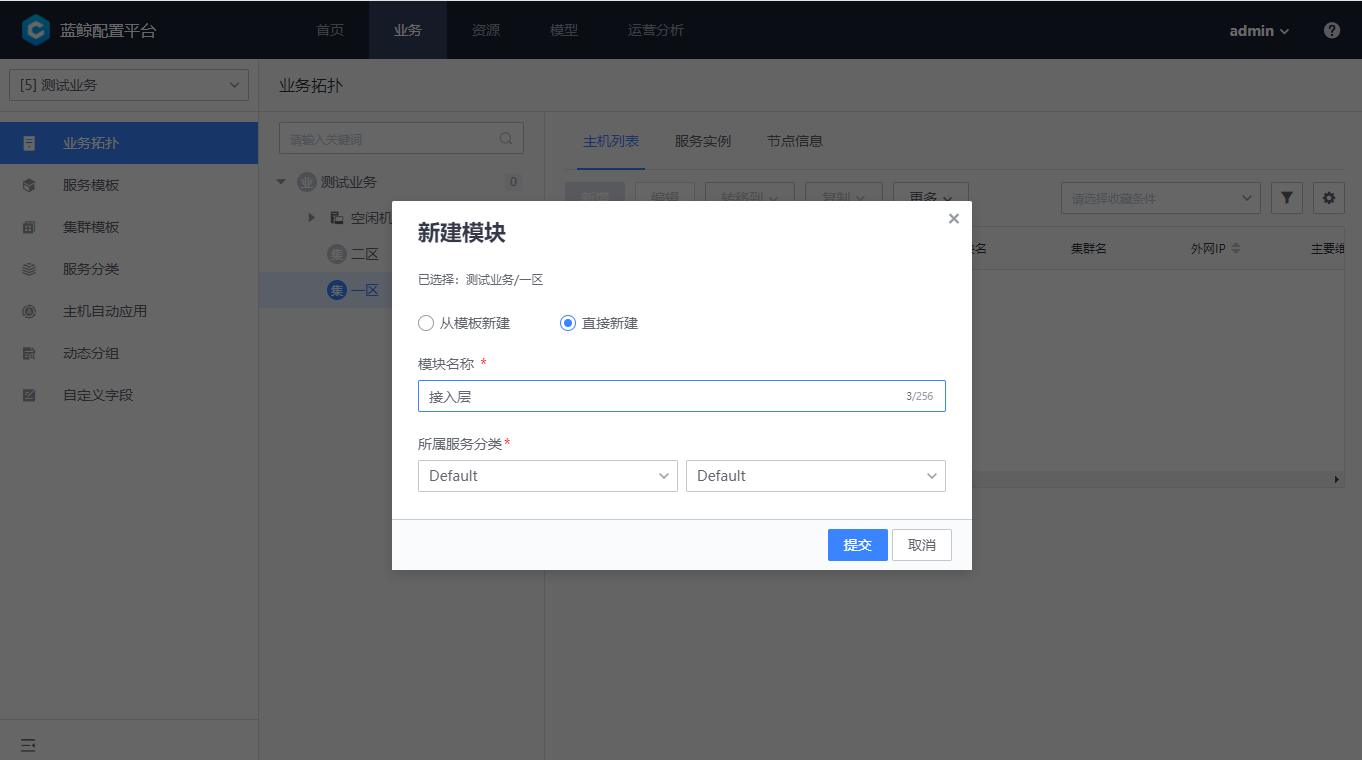 蓝鲸配置平台 首页 业务 资源 模型 运营分析 admin
[5] 测试业务
业务拓扑
业务拓扑
服务模板
集群模板
服务分类
主机自动应用
动态分组
自定义字段
请输入关键词
业 测试业务 0
空闲机
集 二区
集 一区
主机列表 服务实例 节点信息
新增 编辑 转移到 复制 更多
请选择收藏条件
名 集群名 外网IP 主要维
新建模块
已选择：测试业务/一区
从模板新建 直接新建
模块名称 *
接入层 3/256
所属服务分类*
Default Default
提交 取消